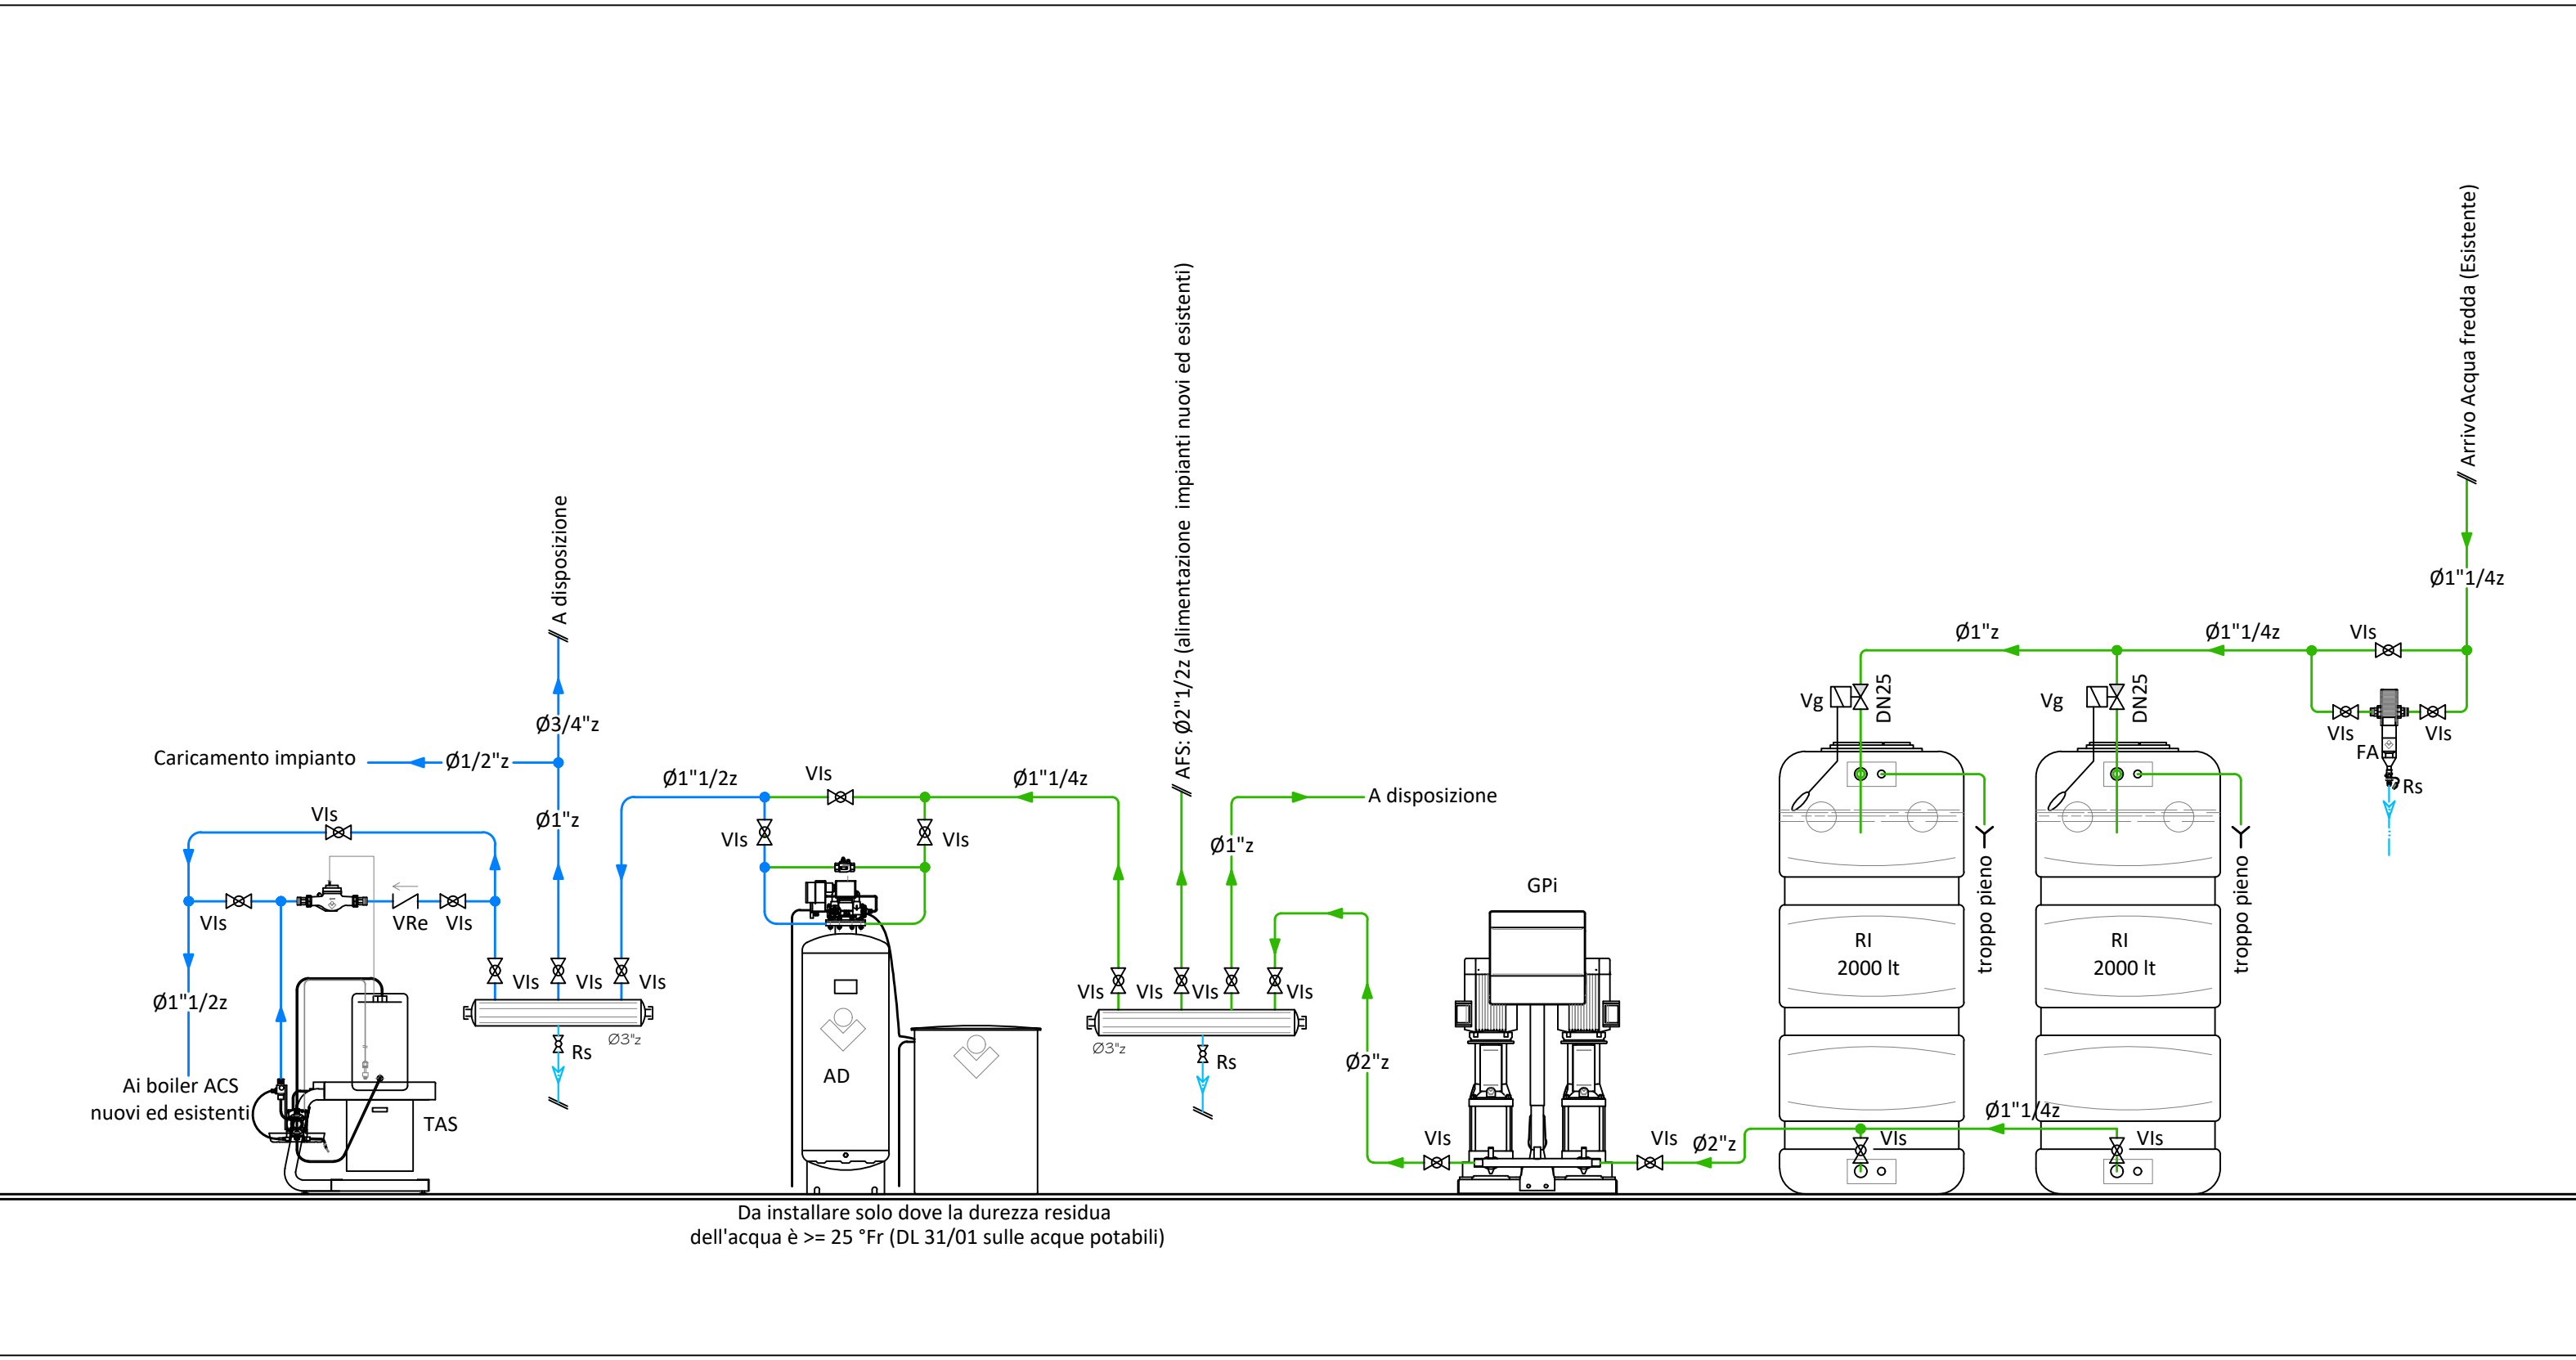 Arrivo Acqua fredda (Esistente)
Ø1"1/4z
VIs
Ø1"1/4z
Ø1"z
DN25
DN25
Vg
Vg
VIs
VIs
FA
Rs
troppo pieno
troppo pieno
RI
2000 lt
RI
2000 lt
Ø1"1/4z
VIs
VIs
Ø2"z
VIs
GPi
VIs
Ø2"z
AFS: Ø2"1/2z (alimentazione impianti nuovi ed esistenti)
A disposizione
Ø1"z
VIs
VIs
VIs
VIs
Ø3"z
Rs
Ø1"1/4z
VIs
Ø1"1/2z
VIs
VIs
AD
Da installare solo dove la durezza residua
dell'acqua è >= 25 °Fr (DL 31/01 sulle acque potabili)
A disposizione
Ø3/4"z
Caricamento impianto
Ø1/2"z
Ø1"z
VIs
VIs
VRe
VIs
VIs
VIs
VIs
Ø3"z
Rs
Ø1"1/2z
Ai boiler ACS
nuovi ed esistenti
TAS